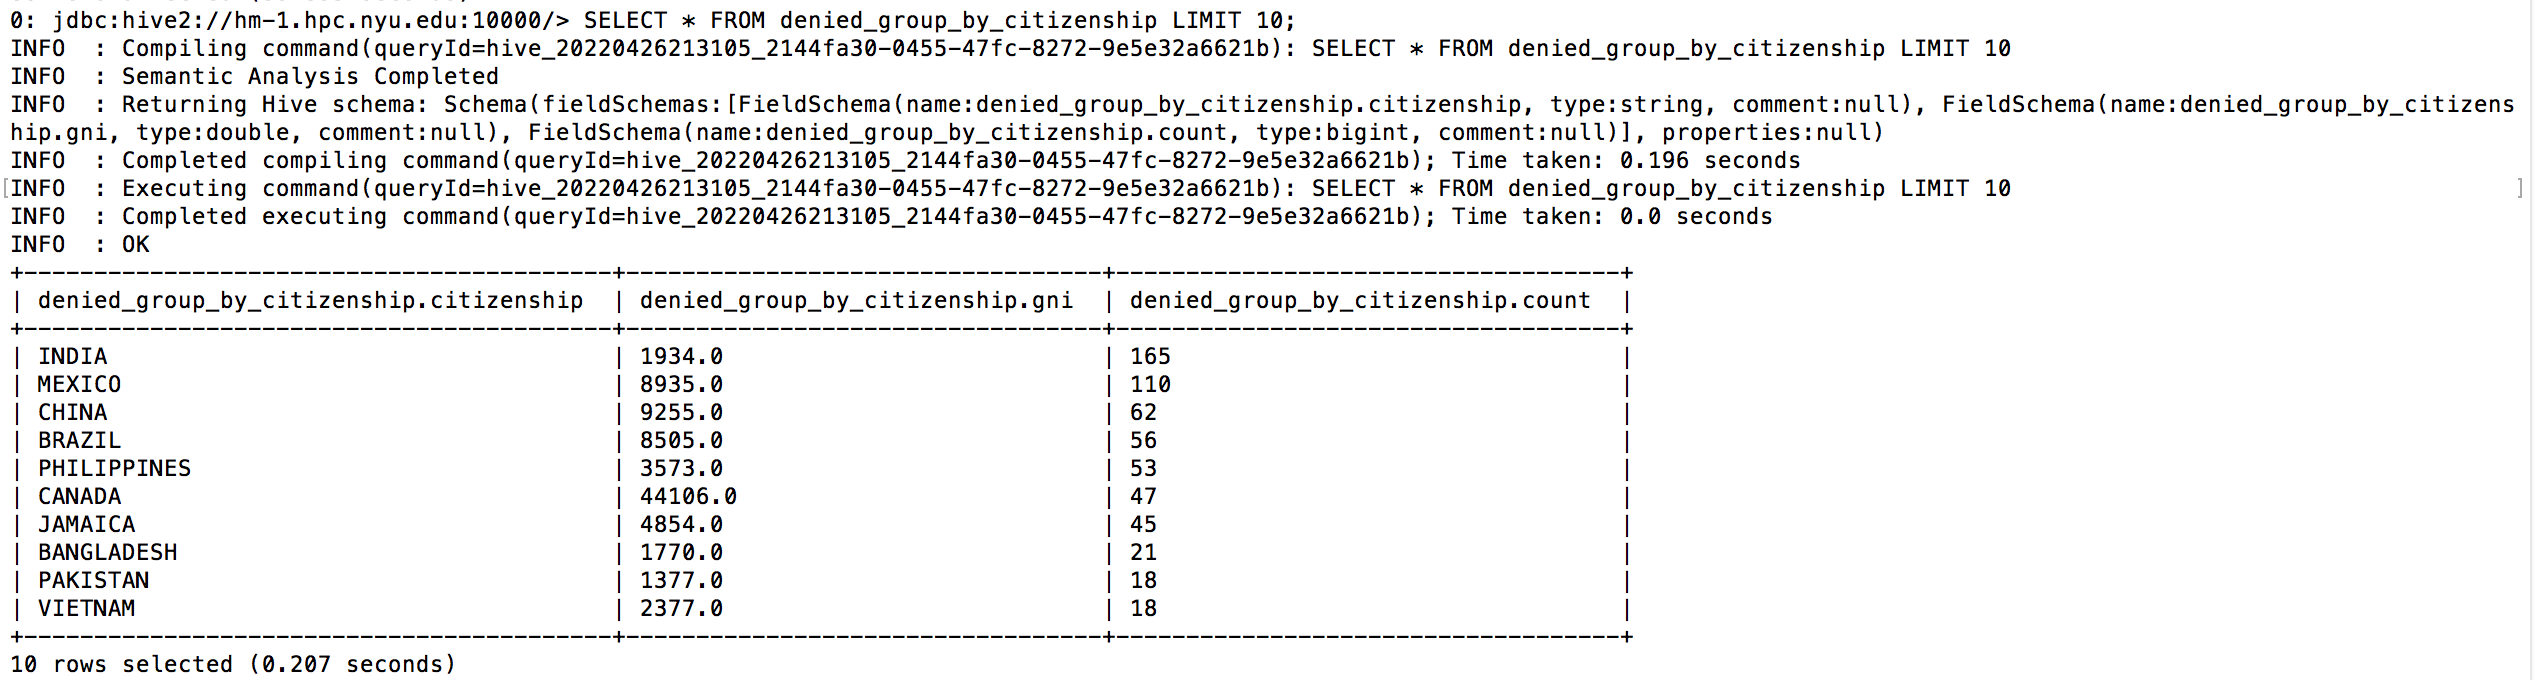 0: jdbc:hive2://hm-1.hpc.nyu.edu:10000/> SELECT * FROM denied_group_by_citizenship LIMIT 10;
INFO  : Compiling command(queryId=hive_20220426213105_2144fa30-0455-47fc-8272-9e5e32a6621b): SELECT * FROM denied_group_by_citizenship LIMIT 10
INFO  : Semantic Analysis Completed
INFO  : Returning Hive schema: Schema(fieldSchemas:[FieldSchema(name:denied_group_by_citizenship.citizenship, type:string, comment:null), FieldSchema(name:denied_group_by_citizens
hip.gni, type:double, comment:null), FieldSchema(name:denied_group_by_citizenship.count, type:bigint, comment:null)], properties:null)
INFO  : Completed compiling command(queryId=hive_20220426213105_2144fa30-0455-47fc-8272-9e5e32a6621b); Time taken: 0.196 seconds
[INFO  : Executing command(queryId=hive_20220426213105_2144fa30-0455-47fc-8272-9e5e32a6621b): SELECT * FROM denied_group_by_citizenship LIMIT 10 ]
INFO  : Completed executing command(queryId=hive_20220426213105_2144fa30-0455-47fc-8272-9e5e32a6621b); Time taken: 0.0 seconds
INFO  : OK
+------------------------------------------+----------------------------------+------------------------------------+
| denied_group_by_citizenship.citizenship  | denied_group_by_citizenship.gni  | denied_group_by_citizenship.count  |
+------------------------------------------+----------------------------------+------------------------------------+
| INDIA                                    | 1934.0                           | 165                                |
| MEXICO                                   | 8935.0                           | 110                                |
| CHINA                                    | 9255.0                           | 62                                 |
| BRAZIL                                   | 8505.0                           | 56                                 |
| PHILIPPINES                              | 3573.0                           | 53                                 |
| CANADA                                   | 44106.0                          | 47                                 |
| JAMAICA                                  | 4854.0                           | 45                                 |
| BANGLADESH                               | 1770.0                           | 21                                 |
| PAKISTAN                                 | 1377.0                           | 18                                 |
| VIETNAM                                  | 2377.0                           | 18                                 |
+------------------------------------------+----------------------------------+------------------------------------+
10 rows selected (0.207 seconds)